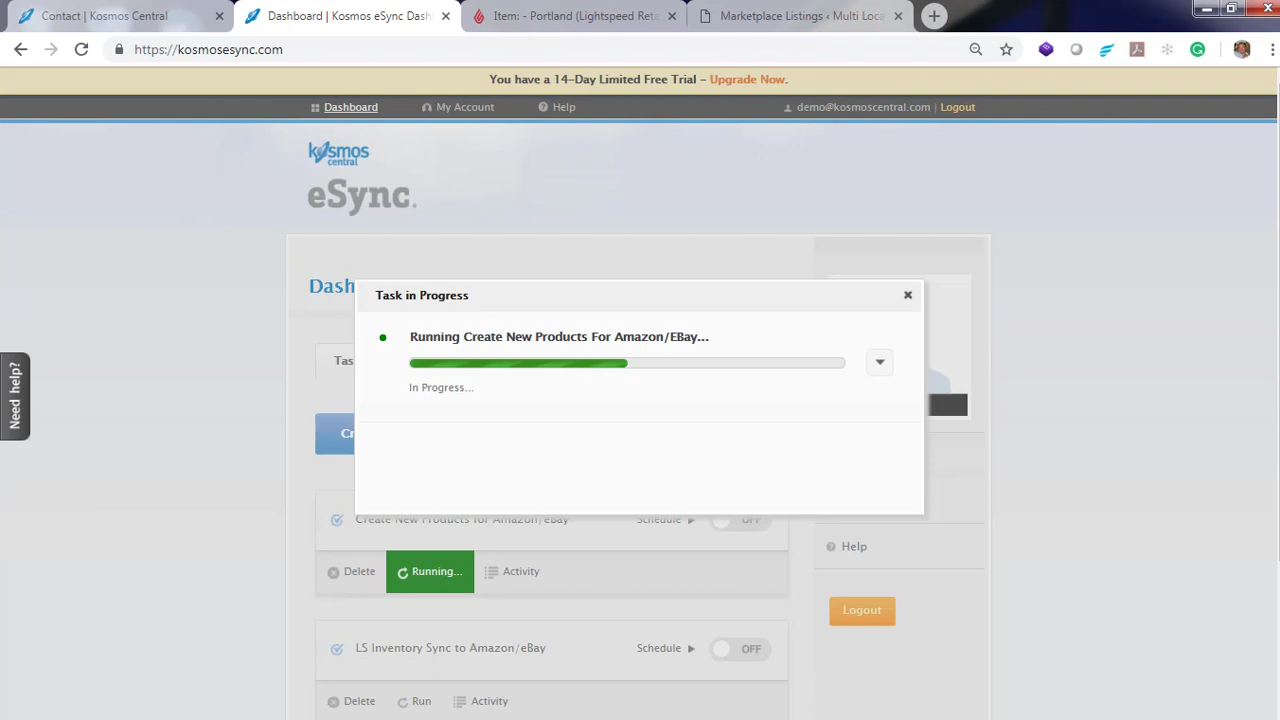 Contact | Kosmos Central
Dashboard | Kosmos eSync Dash
Item: - Portland (Lightspeed Reta
Marketplace Listings ‹ Multi Loca
https://kosmosesync.com
You have a 14-Day Limited Free Trial - Upgrade Now.
Dashboard
My Account
Help
demo@kosmoscentral.com | Logout
kosmos
central
eSync.
Dash
Task in Progress
Running Create New Products For Amazon/EBay...
In Progress...
Tas
Cr
Need help?
Create New Products for Amazon/eBay
Schedule
OFF
Delete
Running...
Activity
Help
Logout
LS Inventory Sync to Amazon/eBay
Schedule
OFF
Delete
Run
Activity